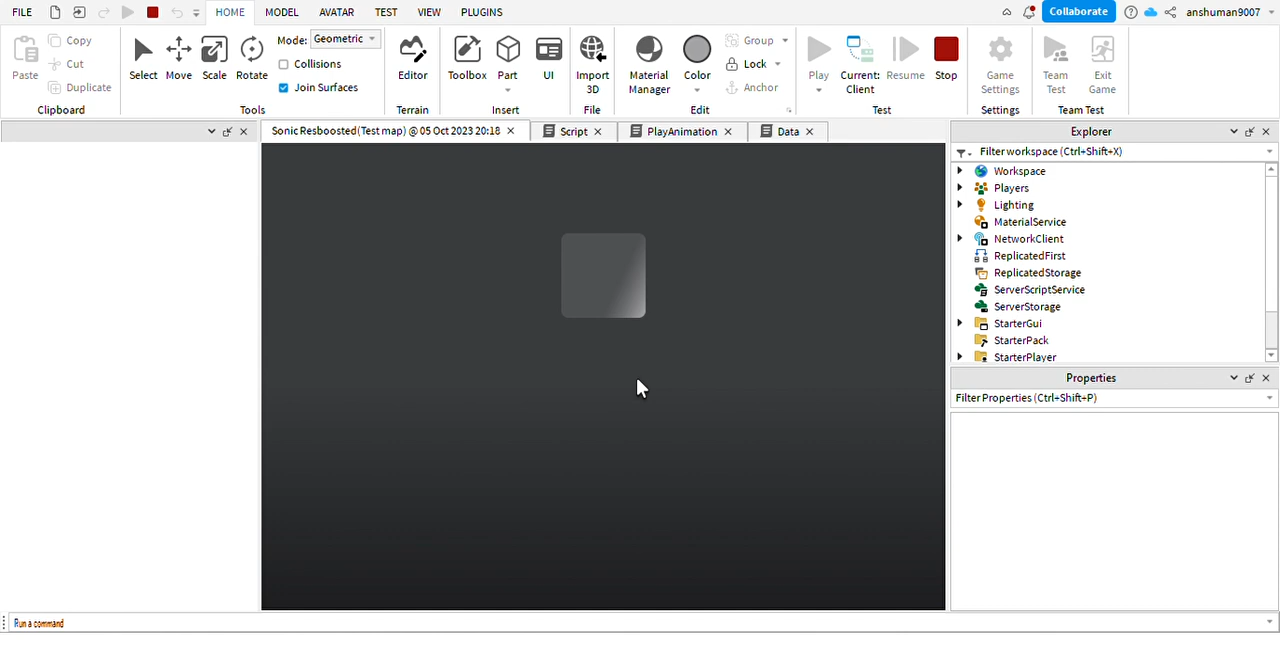 FILE HOME MODEL AVATAR TEST VIEW PLUGINS Collaborate anshuman9007
Paste Copy Cut Duplicate Clipboard
Select Move Scale Rotate Mode: Geometric Collisions Join Surfaces Tools
Editor Terrain
Toolbox Part UI Insert
Import 3D File
Material Manager Color Group Lock Anchor Edit
Play Current: Client Resume Stop Test
Game Settings Settings
Team Test Exit Game Team Test
Sonic Resboosted(Test map) @ 05 Oct 2023 20:18 Script PlayAnimation Data
Explorer
Filter workspace (Ctrl+Shift+X)
Workspace
Players
Lighting
MaterialService
NetworkClient
ReplicatedFirst
ReplicatedStorage
ServerScriptService
ServerStorage
StarterGui
StarterPack
StarterPlayer
Properties
Filter Properties (Ctrl+Shift+P)
Run a command